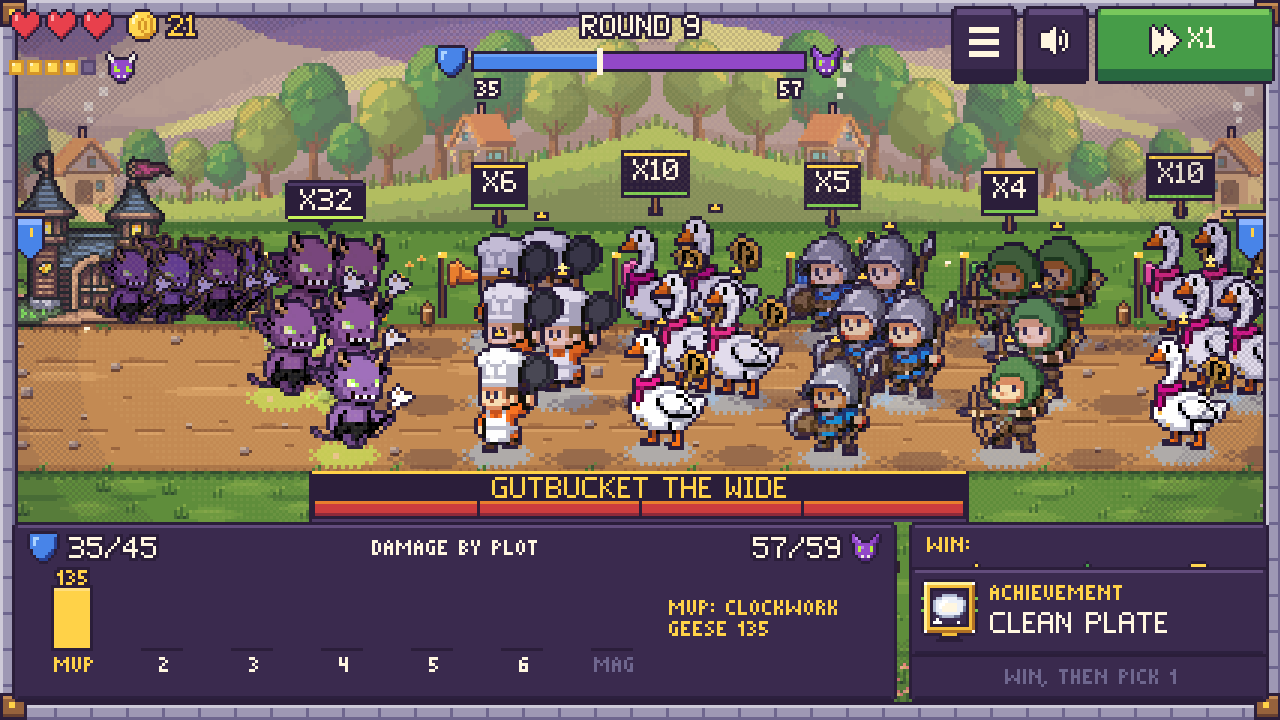 21
ROUND 9
X1
35
57
X32
X6
X10
X5
X4
X10
GUTBUCKET THE WIDE
35/45
DAMAGE BY PLOT
57/59
135
MVP: CLOCKWORK
GEESE 135
MVP
2
3
4
5
6
MAG
WIN:
ACHIEVEMENT
CLEAN PLATE
WIN, THEN PICK 1